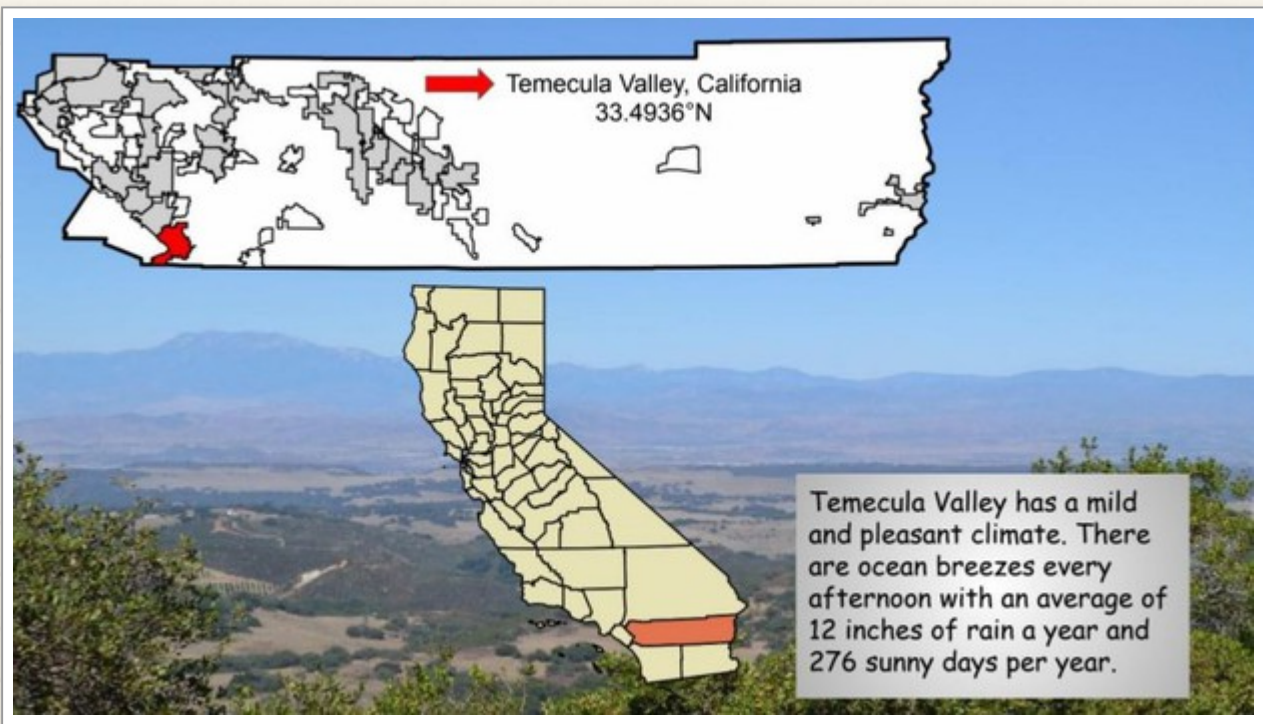 Temecula Valley, California
33.4936°N
Temecula Valley has a mild
and pleasant climate. There
are ocean breezes every
afternoon with an average of
12 inches of rain a year and
276 sunny days per year.